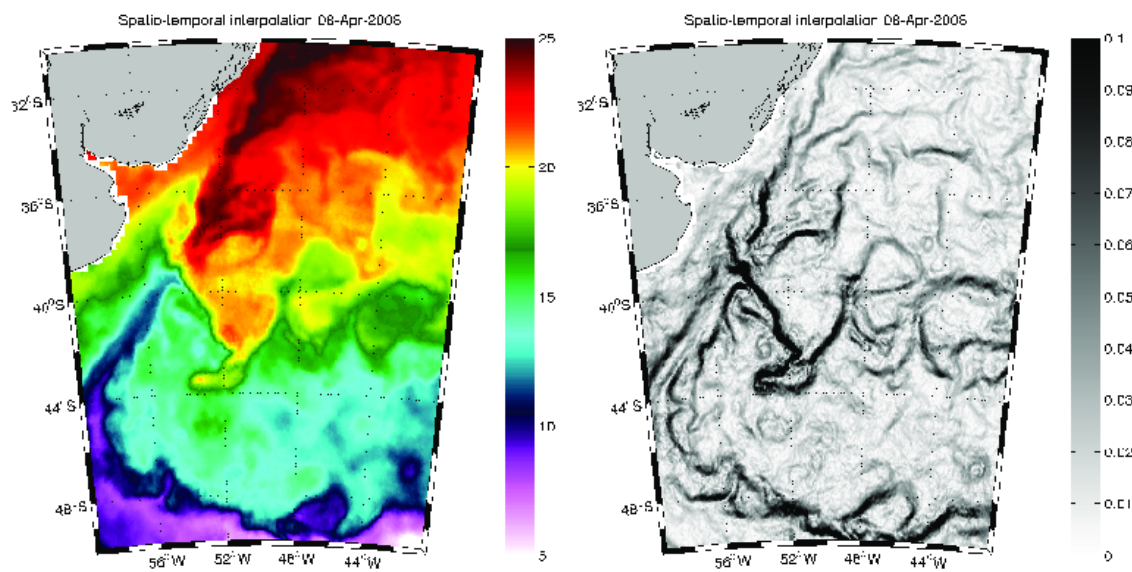 Spatio-temporal interpolation 08-Apr-2006
Spatio-temporal interpolation 08-Apr-2006
32°S
36°S
40°S
44°S
48°S
56°W
52°W
48°W
44°W
25
20
15
10
5
32°S
36°S
40°S
44°S
48°S
56°W
52°W
48°W
44°W
0.1
0.09
0.08
0.07
0.06
0.05
0.04
0.03
0.02
0.01
0